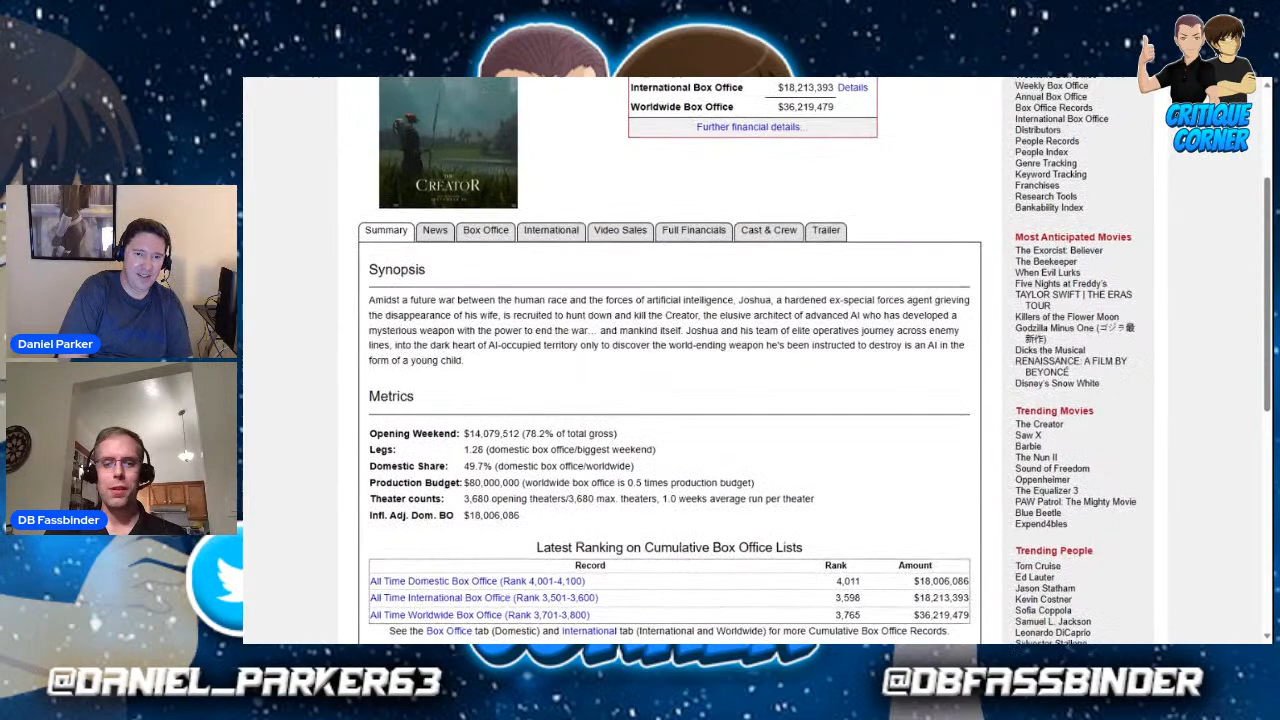 CRITIQUE
CORNER
Daniel Parker
DB Fassbinder
THE
CREATOR
International Box Office $18,213,393 Details
Worldwide Box Office $36,219,479
Further financial details...
Summary News Box Office International Video Sales Full Financials Cast & Crew Trailer
Synopsis
Amidst a future war between the human race and the forces of artificial intelligence, Joshua, a hardened ex-special forces agent grieving
the disappearance of his wife, is recruited to hunt down and kill the Creator, the elusive architect of advanced AI who has developed a
mysterious weapon with the power to end the war... and mankind itself. Joshua and his team of elite operatives journey across enemy
lines, into the dark heart of AI-occupied territory only to discover the world-ending weapon he's been instructed to destroy is an AI in the
form of a young child.
Metrics
Opening Weekend: $14,079,512 (78.2% of total gross)
Legs: 1.28 (domestic box office/biggest weekend)
Domestic Share: 49.7% (domestic box office/worldwide)
Production Budget: $80,000,000 (worldwide box office is 0.5 times production budget)
Theater counts: 3,680 opening theaters/3,680 max. theaters, 1.0 weeks average run per theater
Infl. Adj. Dom. BO $18,006,086
Latest Ranking on Cumulative Box Office Lists
Record Rank Amount
All Time Domestic Box Office (Rank 4,001-4,100) 4,011 $18,006,086
All Time International Box Office (Rank 3,501-3,600) 3,598 $18,213,393
All Time Worldwide Box Office (Rank 3,701-3,800) 3,765 $36,219,479
See the Box Office tab (Domestic) and International tab (International and Worldwide) for more Cumulative Box Office Records.
Weekly Box Office
Annual Box Office
Box Office Records
International Box Office
Distributors
People Records
People Index
Genre Tracking
Keyword Tracking
Franchises
Research Tools
Bankability Index
Most Anticipated Movies
The Exorcist: Believer
The Beekeeper
When Evil Lurks
Five Nights at Freddy's
TAYLOR SWIFT | THE ERAS
TOUR
Killers of the Flower Moon
Godzilla Minus One (ゴジラ最
新作)
Dicks the Musical
RENAISSANCE: A FILM BY
BEYONCÉ
Disney's Snow White
Trending Movies
The Creator
Saw X
Barbie
The Nun II
Sound of Freedom
Oppenheimer
The Equalizer 3
PAW Patrol: The Mighty Movie
Blue Beetle
Expend4bles
Trending People
Tom Cruise
Ed Lauter
Jason Statham
Kevin Costner
Sofia Coppola
Samuel L. Jackson
Leonardo DiCaprio
Sylvester Stallone
@DANIEL_PARKER63
@DBFASSBINDER